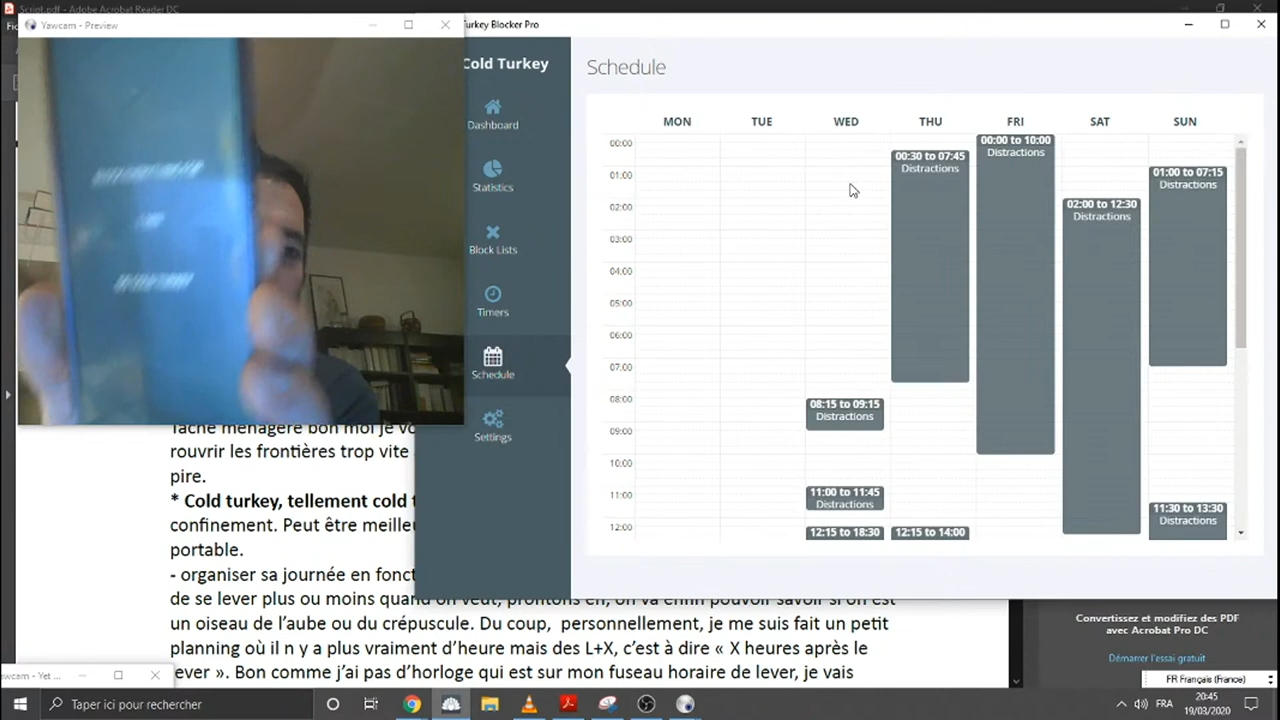 Script.pdf - Adobe Acrobat Reader DC
Yawcam - Preview
Turkey Blocker Pro
Cold Turkey
Dashboard
Statistics
Block Lists
Timers
Schedule
Settings
Schedule
MON TUE WED THU FRI SAT SUN
00:00
01:00
02:00
03:00
04:00
05:00
06:00
07:00
08:00
09:00
10:00
11:00
12:00
08:15 to 09:15
Distractions
11:00 to 11:45
Distractions
12:15 to 18:30
00:30 to 07:45
Distractions
12:15 to 14:00
00:00 to 10:00
Distractions
02:00 to 12:30
Distractions
01:00 to 07:15
Distractions
11:30 to 13:30
Distractions
Tâche ménagère bon moi je
rouvrir les frontières trop vite
pire.
* Cold turkey, tellement cold
confinement. Peut être
portable.
- organiser sa journée en
de se lever plus ou moins quand on veut, profitons en, on va enfin pouvoir savoir si on est
un oiseau de l'aube ou du crépuscule. Du coup, personnellement, je me suis fait un petit
planning où il n y a plus vraiment d'heure mais des L+X, c'est à dire « X heures après le
lever ». Bon comme j'ai pas d'horloge qui est sur mon fuseau horaire de lever, je vais
Convertissez et modifiez des PDF
avec Acrobat Pro DC
Démarrer l'essai gratuit
FR Français (France)
Yawcam - Yet ...
Taper ici pour rechercher
FRA
20:45
19/03/2020